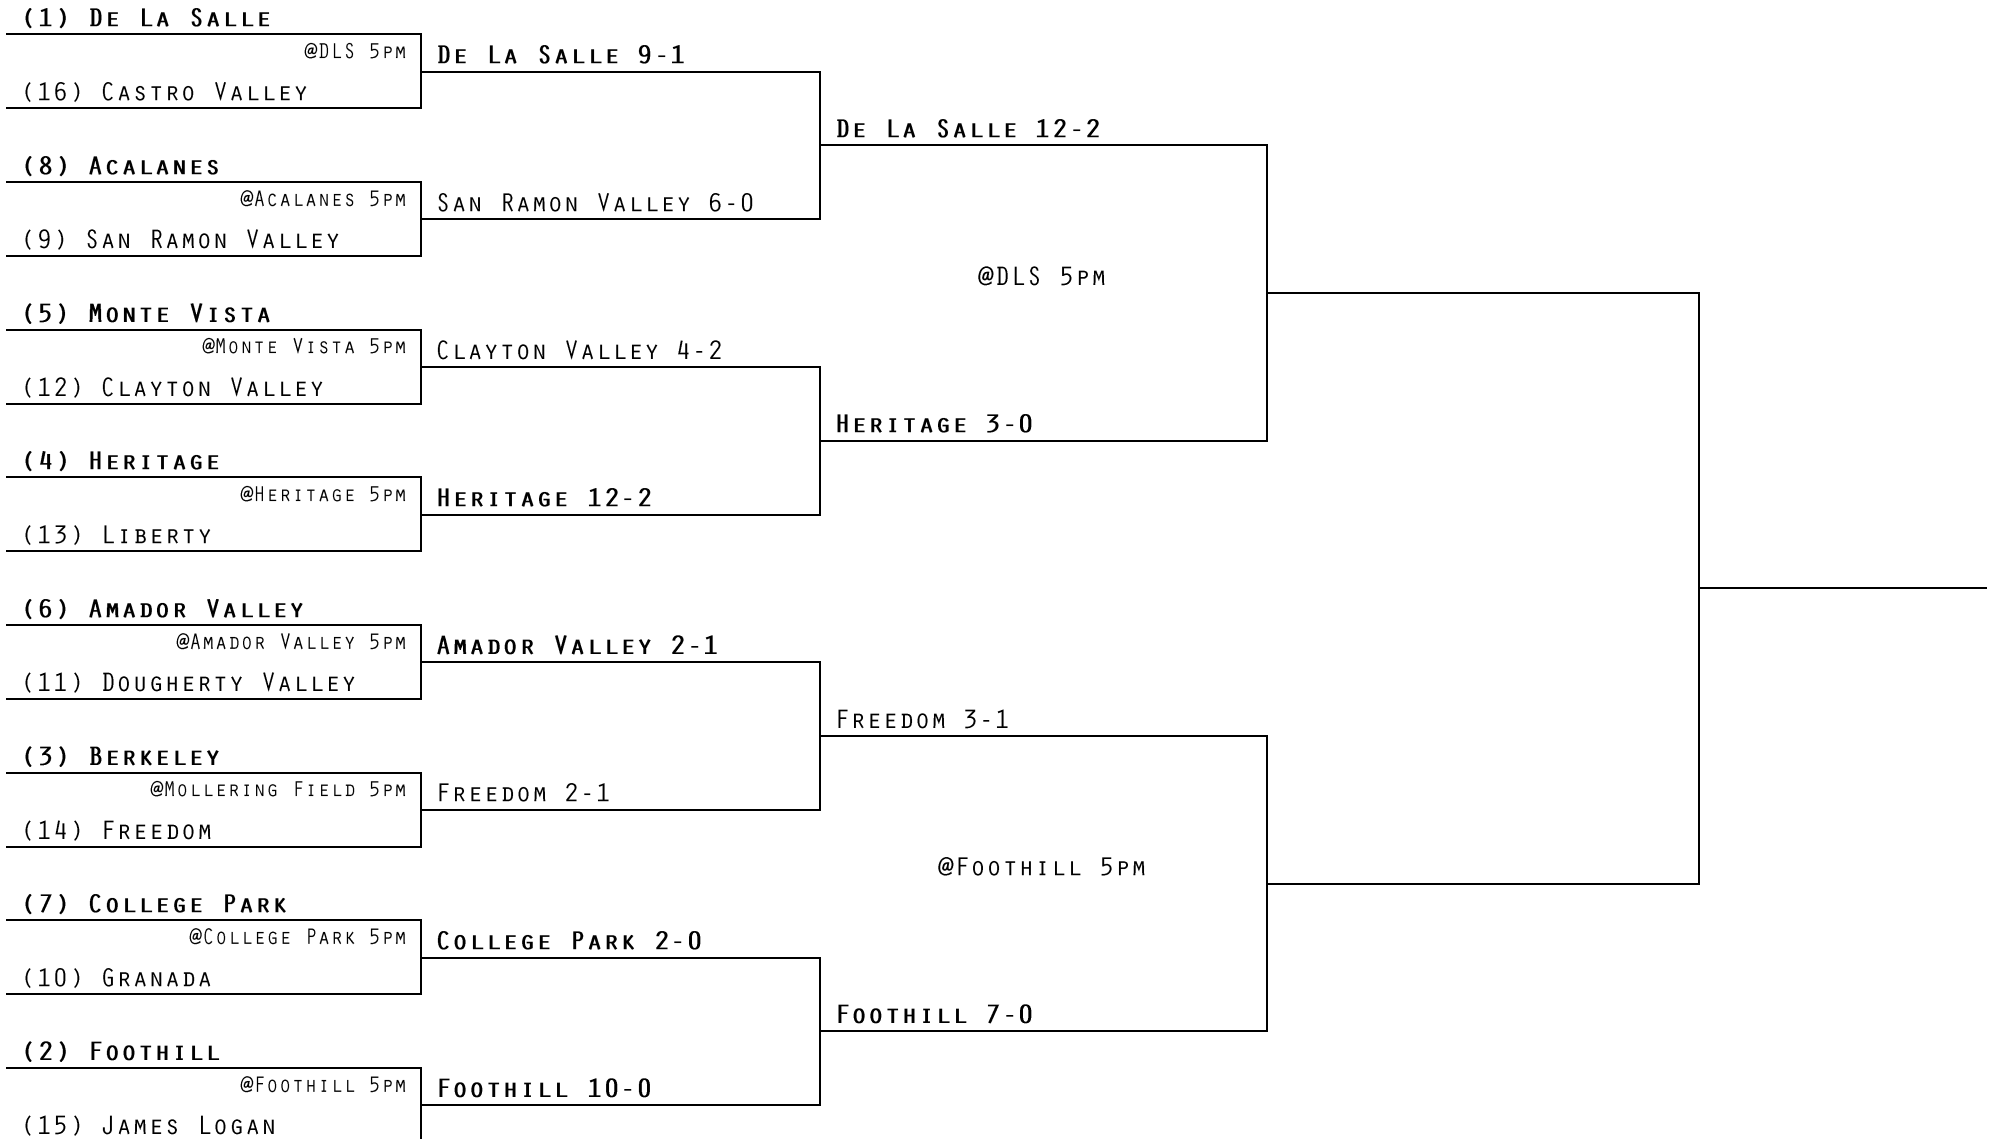 (1) De La Salle
@DLS 5pm
De La Salle 9-1
(16) Castro Valley
De La Salle 12-2
(8) Acalanes
@Acalanes 5pm
San Ramon Valley 6-0
(9) San Ramon Valley
@DLS 5pm
(5) Monte Vista
@Monte Vista 5pm
Clayton Valley 4-2
(12) Clayton Valley
Heritage 3-0
(4) Heritage
@Heritage 5pm
Heritage 12-2
(13) Liberty
(6) Amador Valley
@Amador Valley 5pm
Amador Valley 2-1
(11) Dougherty Valley
Freedom 3-1
(3) Berkeley
@Mollering Field 5pm
Freedom 2-1
(14) Freedom
@Foothill 5pm
(7) College Park
@College Park 5pm
College Park 2-0
(10) Granada
Foothill 7-0
(2) Foothill
@Foothill 5pm
Foothill 10-0
(15) James Logan